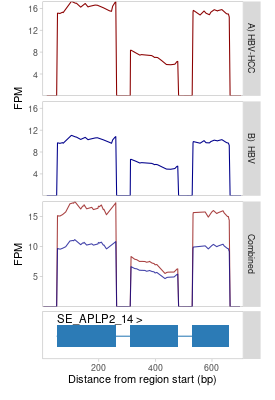 16
12
8
4
A) HBV-HCC
FPM
16
12
8
4
B) HBV
15
10
5
FPM
Combined
SE_APLP2_14 >
200
400
600
Distance from region start (bp)